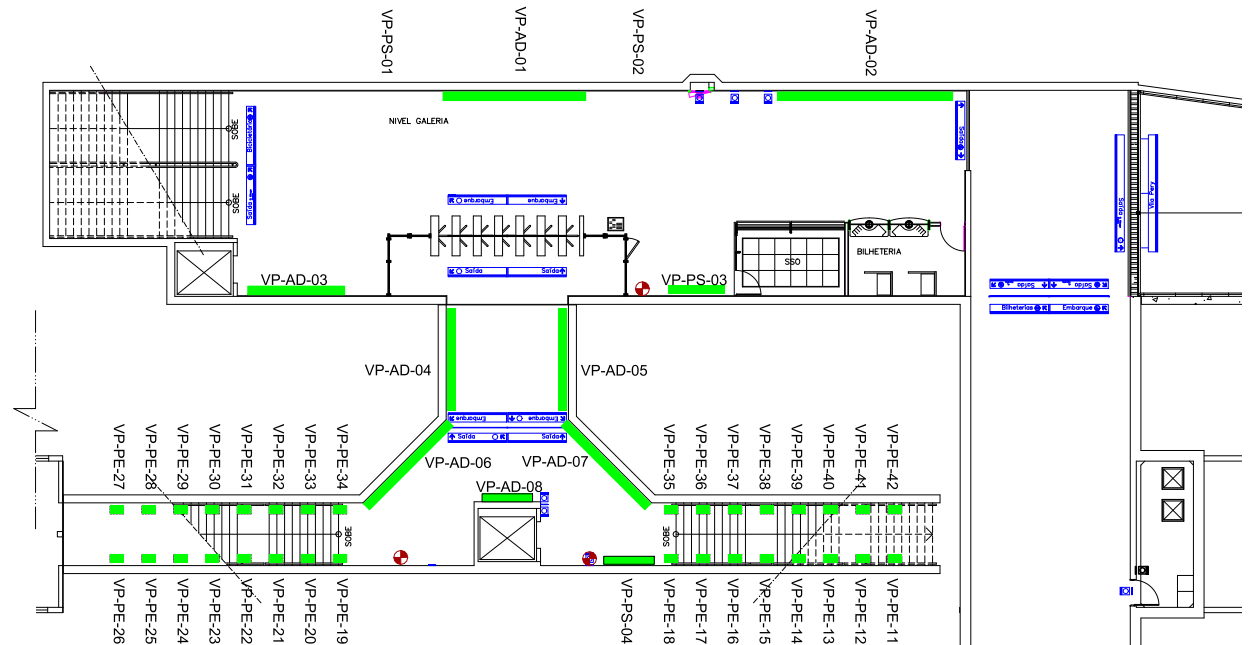 VP-PS-01
VP-AD-01
VP-PS-02
VP-AD-02
NIVEL GALERIA
SOBE
SOBE
Bicicletário
Saída
Saída
Saída
Vila Pery
Embarque
Embarque
Saída
Saída
VP-AD-03
VP-PS-03
SSO
BILHETERIA
Saída
Saída
Bilheterias
Embarque
VP-AD-04
VP-AD-05
Embarque
Embarque
Saída
Saída
VP-AD-06
VP-AD-07
VP-AD-08
VP-PE-27
VP-PE-28
VP-PE-29
VP-PE-30
VP-PE-31
VP-PE-32
VP-PE-33
VP-PE-34
VP-PE-35
VP-PE-36
VP-PE-37
VP-PE-38
VP-PE-39
VP-PE-40
VP-PE-41
VP-PE-42
SOBE
SOBE
VP-PE-26
VP-PE-25
VP-PE-24
VP-PE-23
VP-PE-22
VP-PE-21
VP-PE-20
VP-PE-19
VP-PS-04
VP-PE-18
VP-PE-17
VP-PE-16
VP-PE-15
VP-PE-14
VP-PE-13
VP-PE-12
VP-PE-11